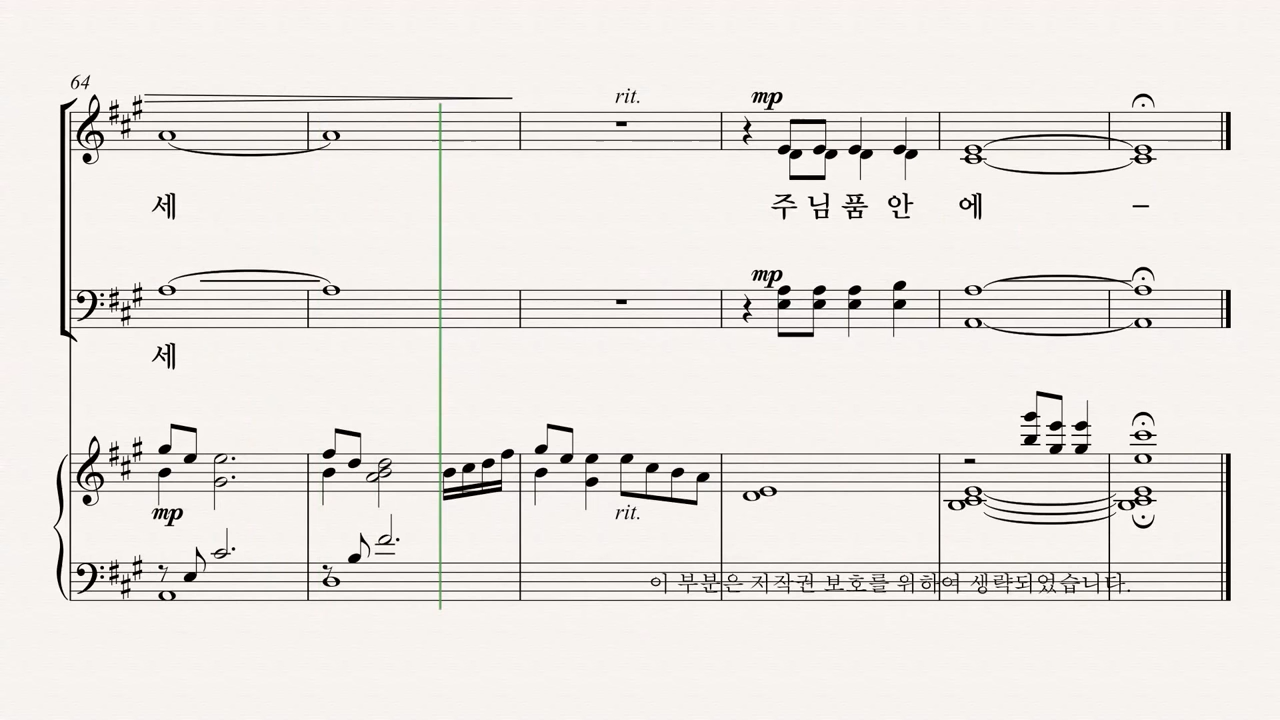 64
rit.
mp
세
주 님 품 안 에 –
mp
세
mp
rit.
이 부분은 저작권 보호를 위하여 생략되었습니다.